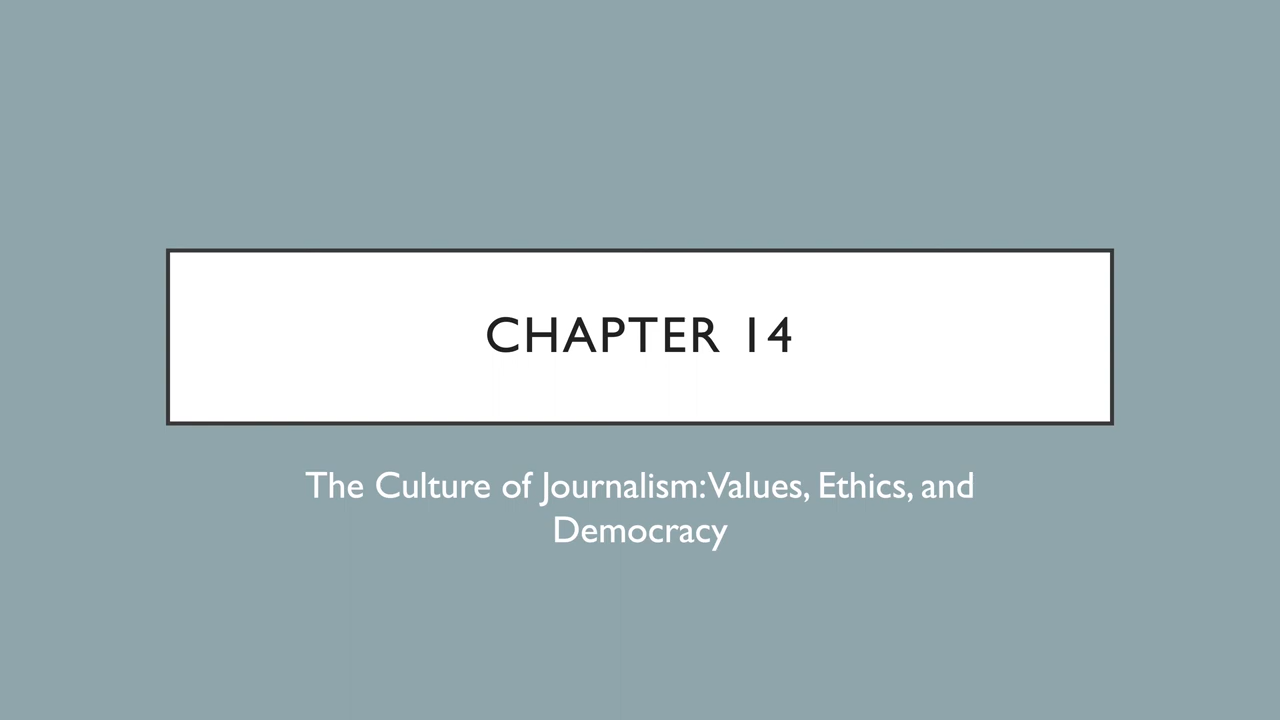 CHAPTER 14
The Culture of Journalism: Values, Ethics, and
Democracy